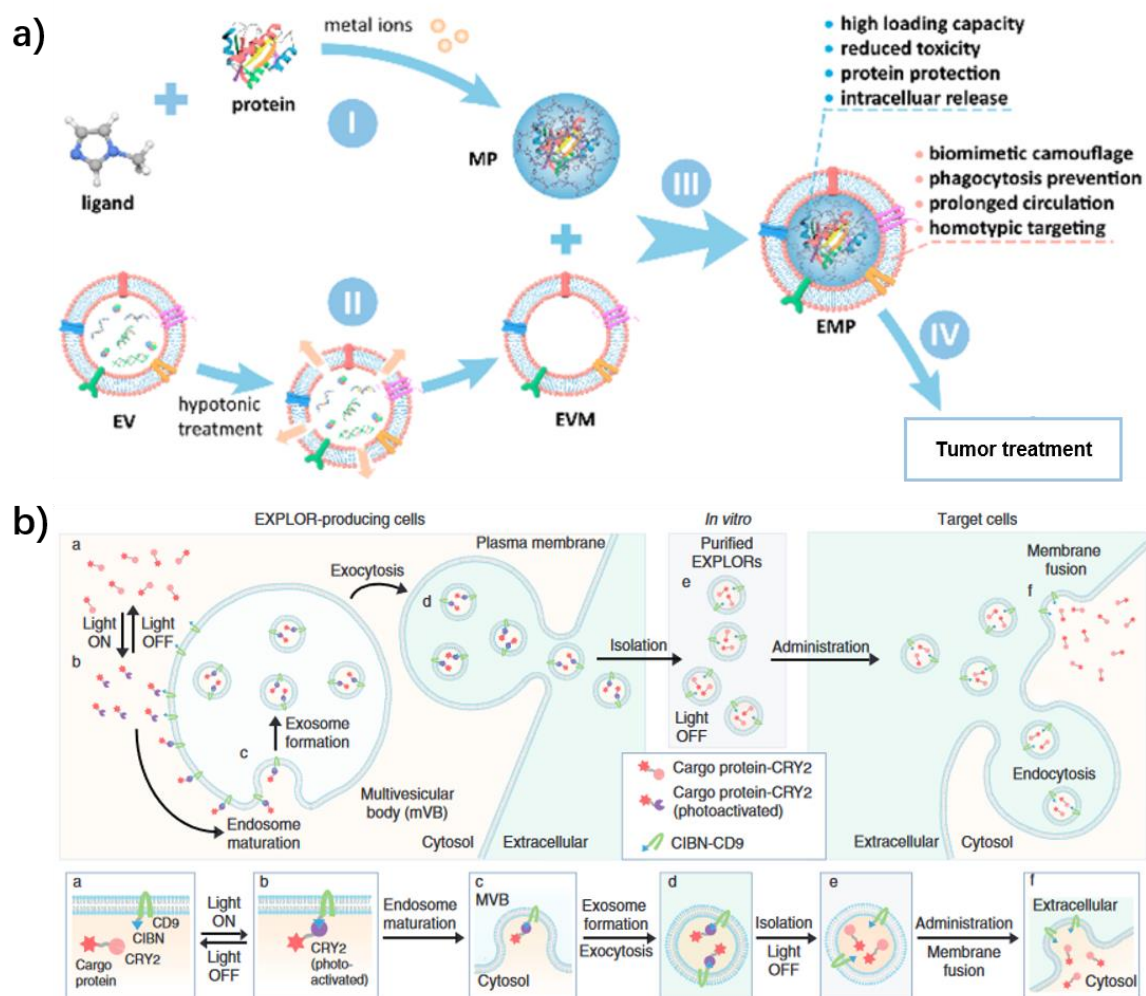 a)
metal ions
protein
I
ligand
MP
• high loading capacity
• reduced toxicity
• protein protection
• intracelluar release
III
• biomimetic camouflage
• phagocytosis prevention
• prolonged circulation
• homotypic targeting
II
EV
hypotonic
treatment
EVM
EMP
IV
Tumor treatment
b)
EXPLOR-producing cells
In vitro
Target cells
a
Light
ON
Light
OFF
b
Exocytosis
Plasma membrane
d
c
Exosome
formation
Endosome
maturation
Multivesicular
body (mVB)
Cytosol
Extracellular
Isolation
Purified
EXPLORs
e
Light
OFF
Administration
Membrane
fusion
f
Endocytosis
Extracellular
Cytosol
Cargo protein-CRY2
Cargo protein-CRY2
(photoactivated)
CIBN-CD9
a
CD9
CIBN
CRY2
Cargo
protein
Light
ON
Light
OFF
b
CRY2
(photo-
activated)
Endosome
maturation
c
MVB
Cytosol
Exosome
formation
Exocytosis
d
Isolation
Light
OFF
e
Administration
Membrane
fusion
f
Extracellular
Cytosol